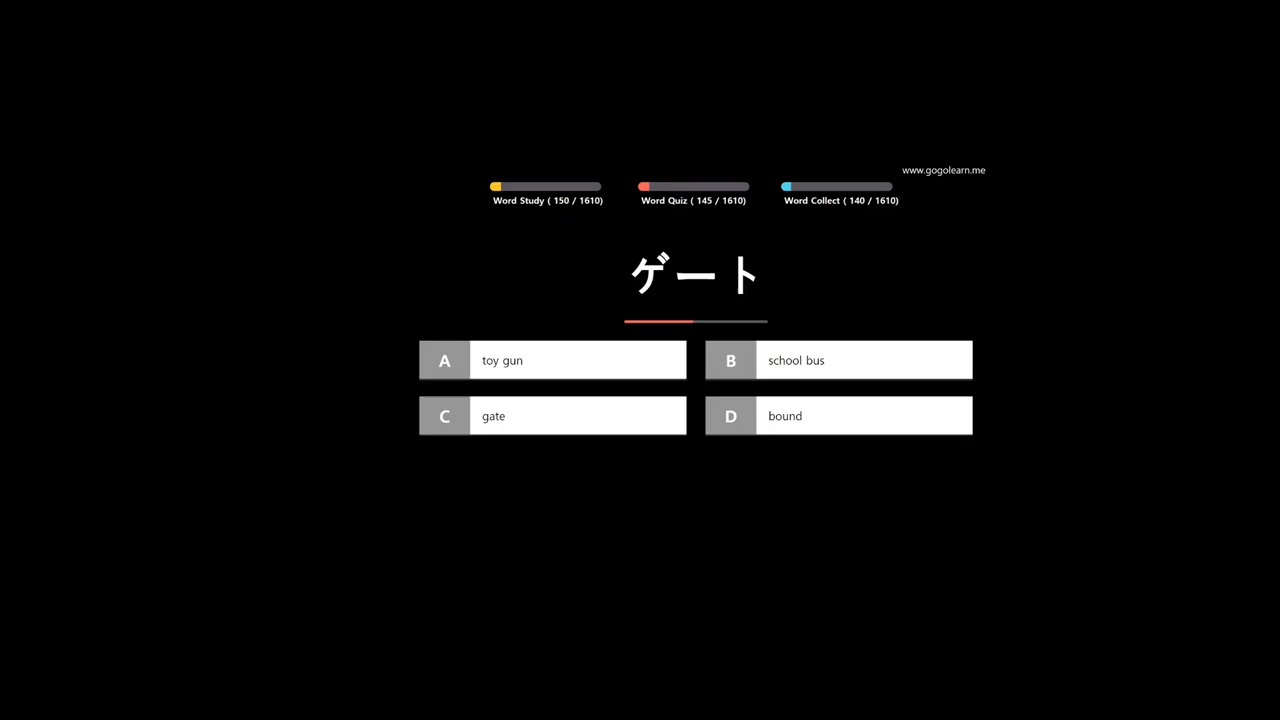 www.gogolearn.me
Word Study ( 150 / 1610)
Word Quiz ( 145 / 1610)
Word Collect ( 140 / 1610)
ゲート
A toy gun
B school bus
C gate
D bound